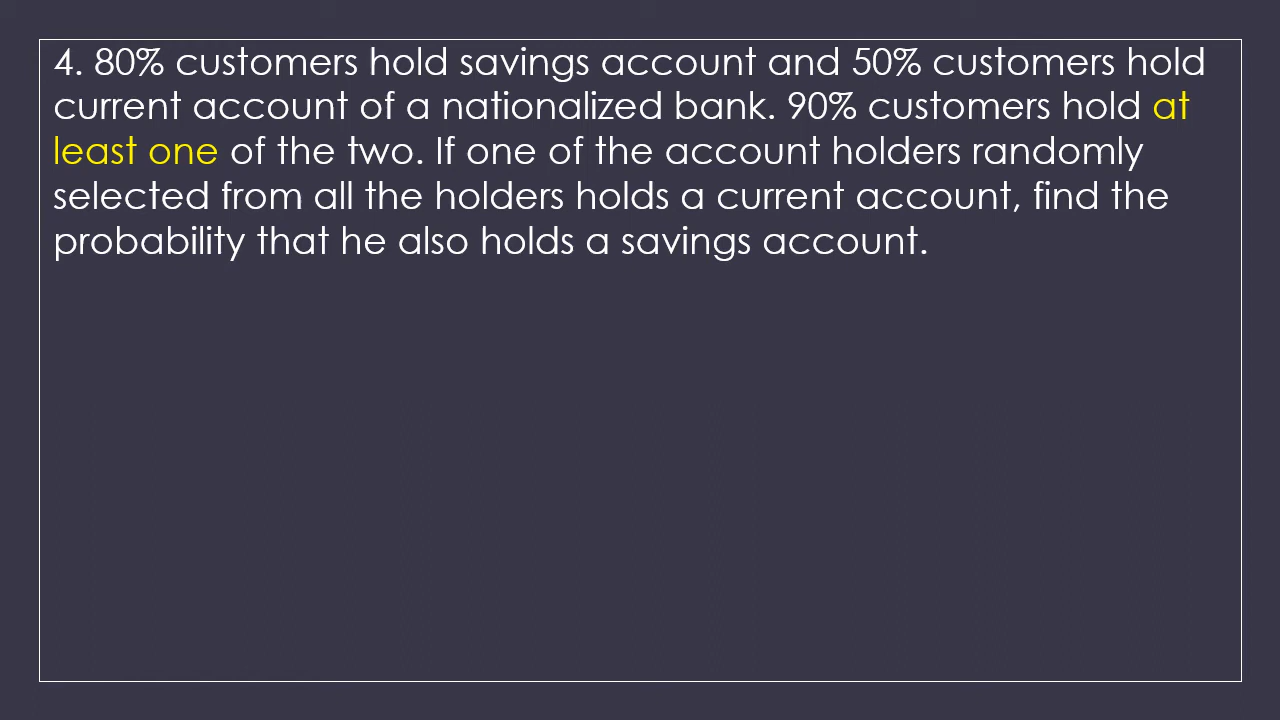 4. 80% customers hold savings account and 50% customers hold
current account of a nationalized bank. 90% customers hold at
least one of the two. If one of the account holders randomly
selected from all the holders holds a current account, find the
probability that he also holds a savings account.